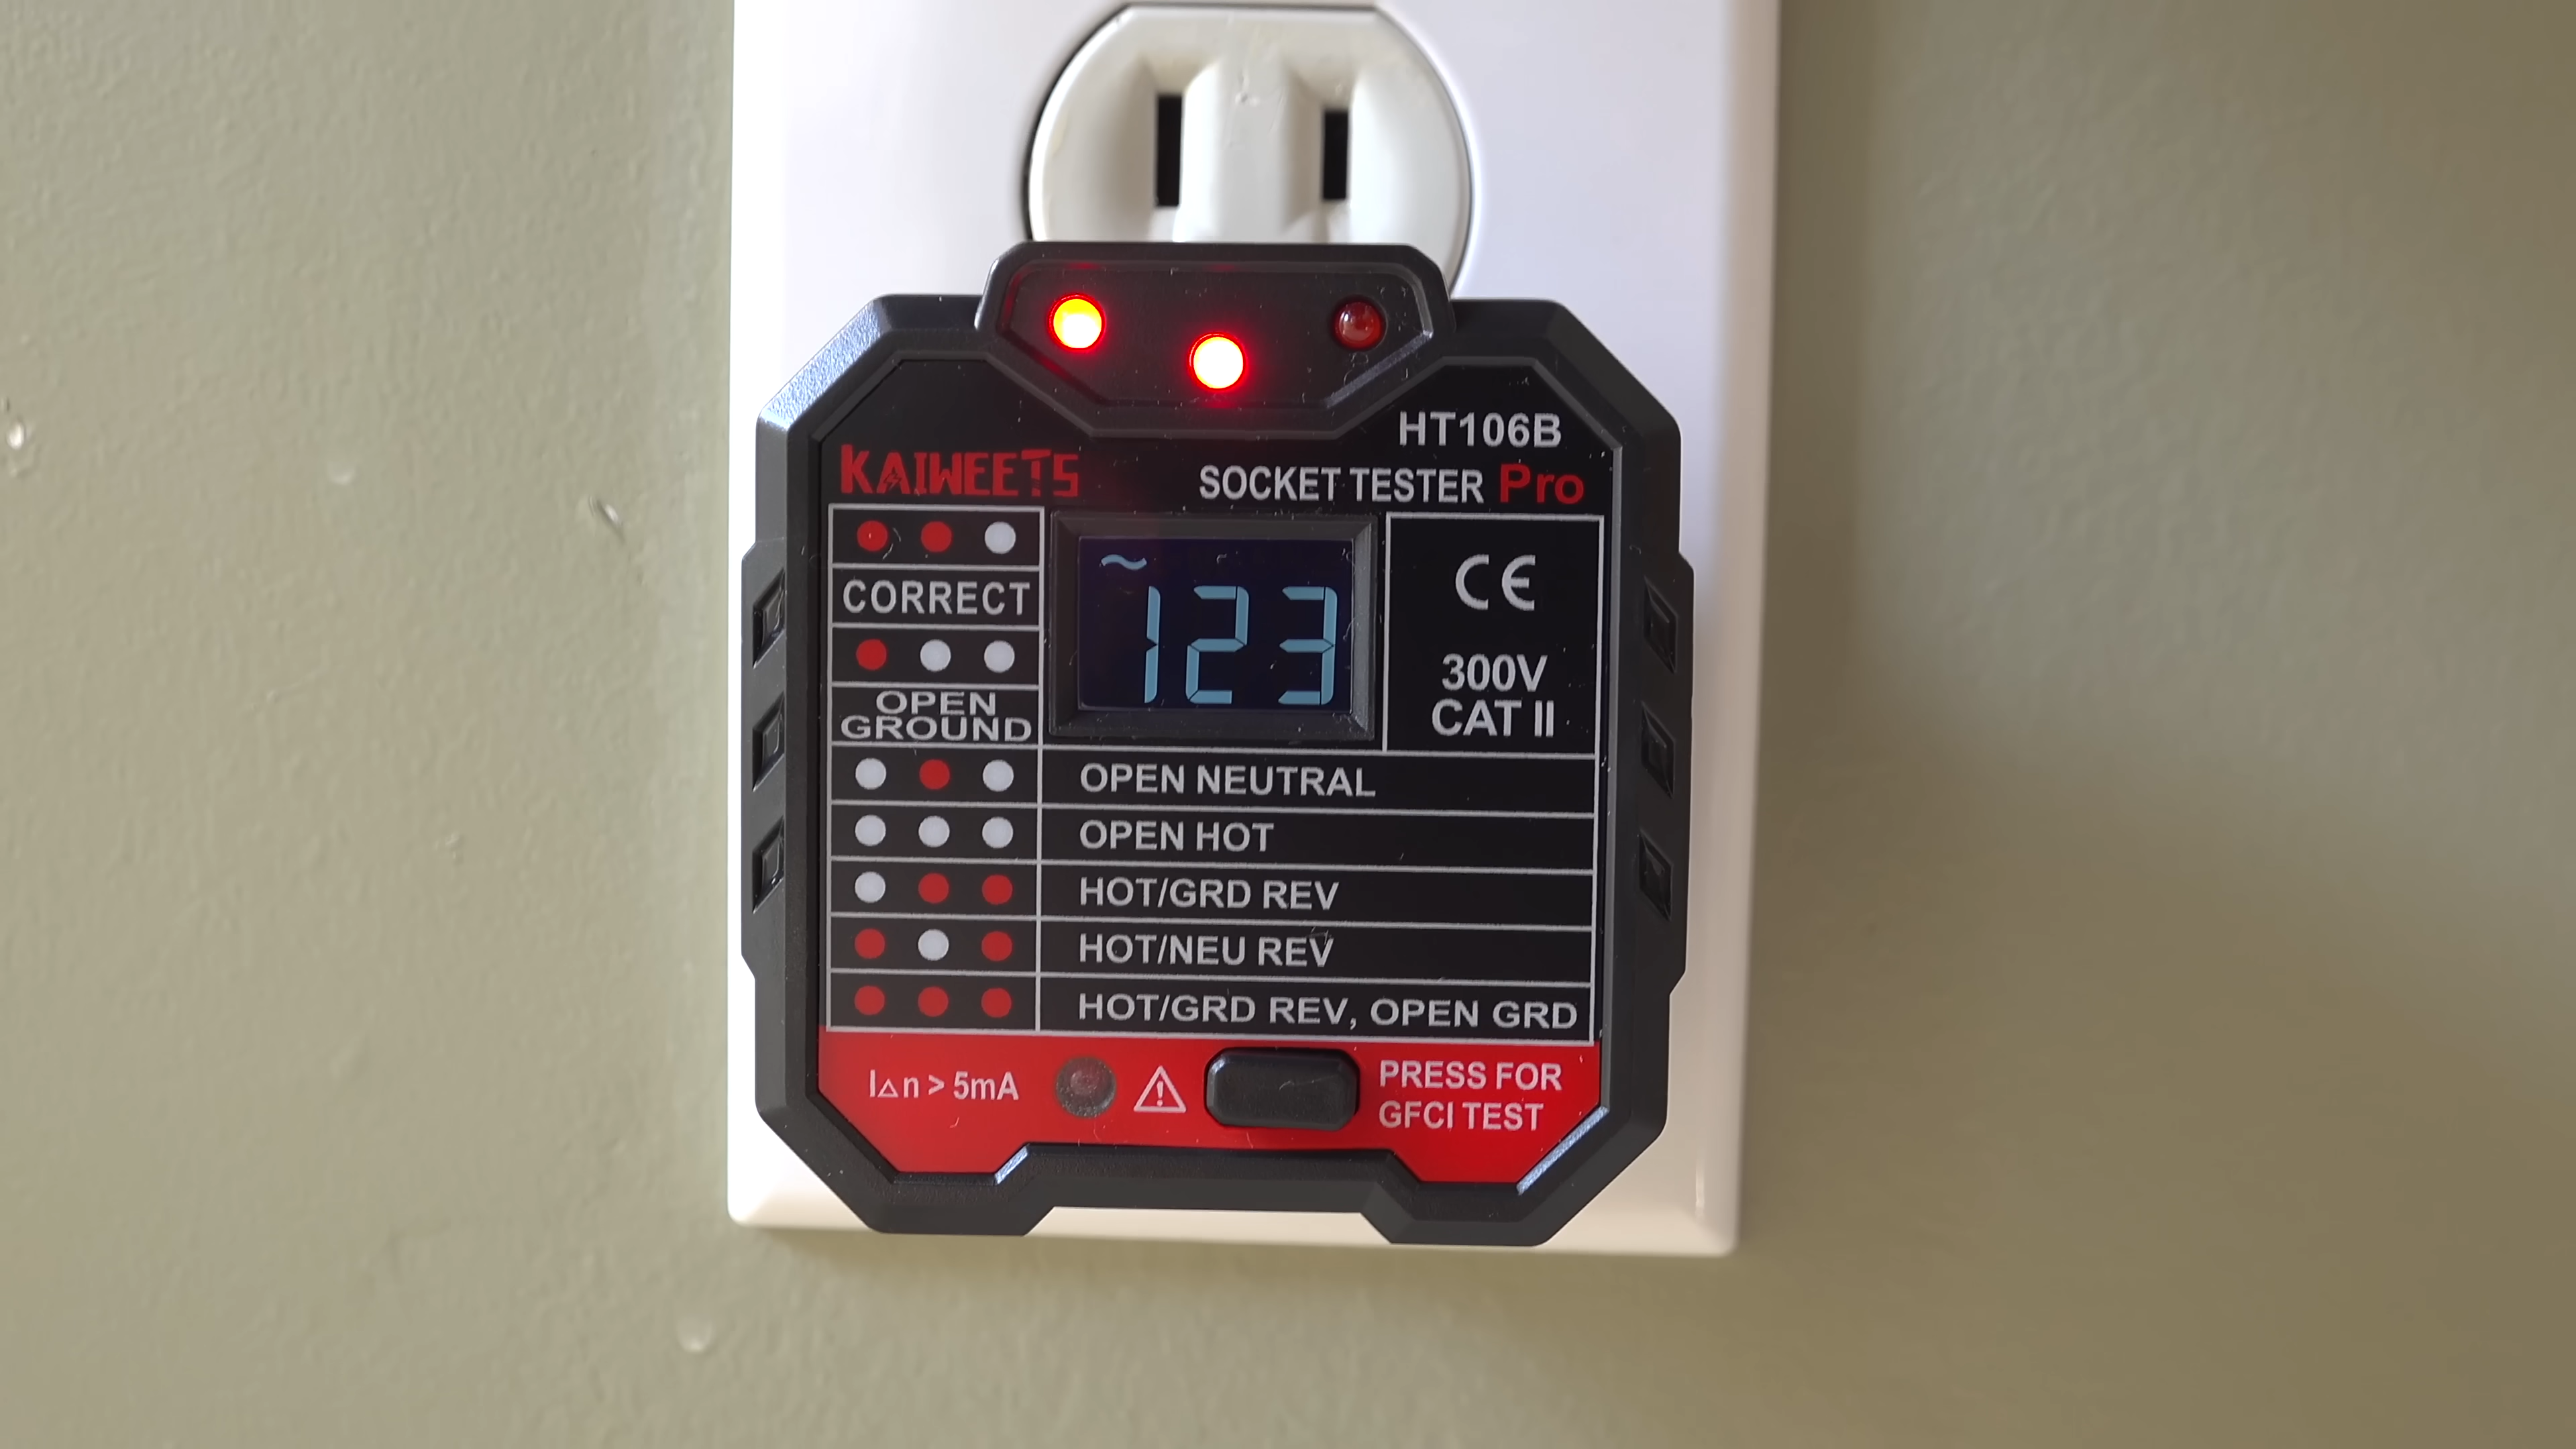 HT106B
KAIWEETS
SOCKET TESTER Pro
CORRECT
OPEN
GROUND
~
123
CE
300V
CAT II
OPEN NEUTRAL
OPEN HOT
HOT/GRD REV
HOT/NEU REV
HOT/GRD REV, OPEN GRD
I△n > 5mA
PRESS FOR
GFCI TEST